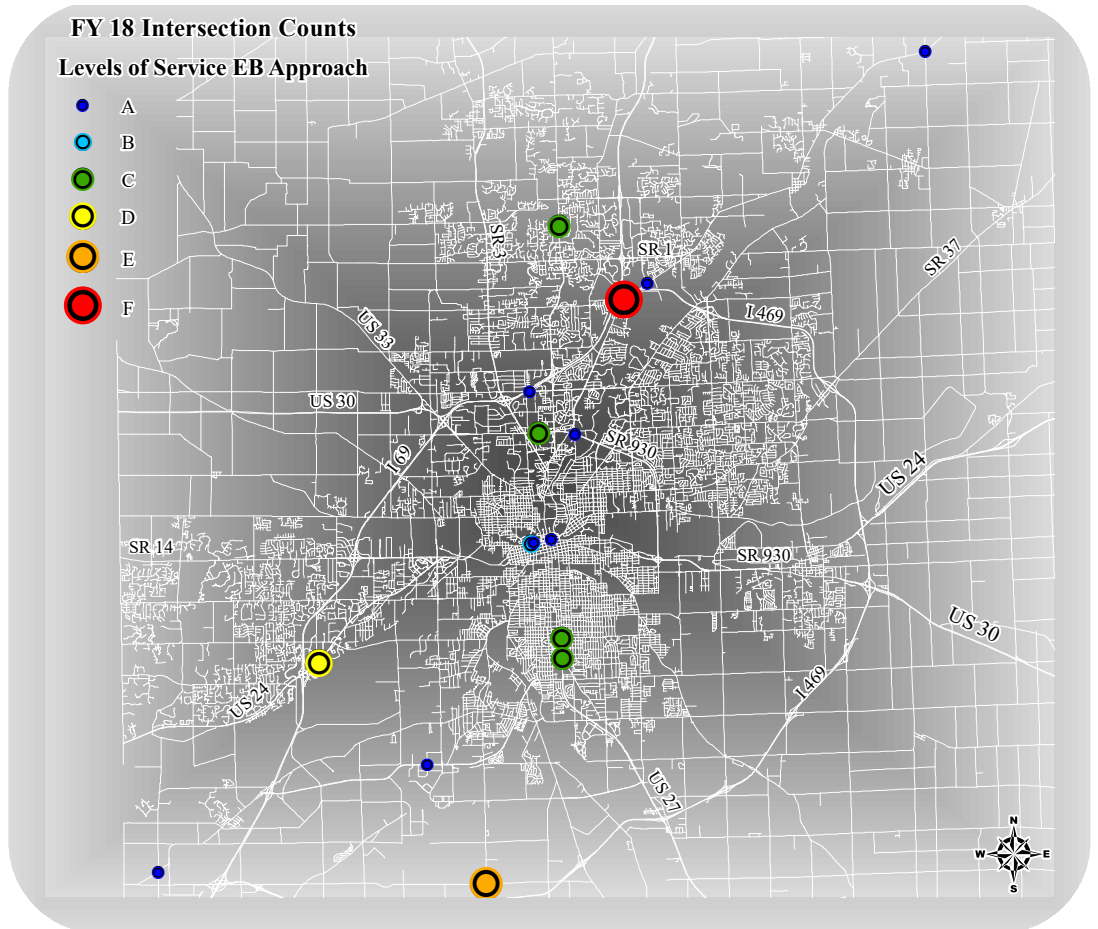 FY 18 Intersection Counts
Levels of Service EB Approach
A
B
C
D
E
F
SR 3
SR 1
SR 37
I 469
US 33
US 30
SR 930
I 69
US 24
SR 14
SR 930
US 30
I 469
US 24
US 27
N
W
E
S